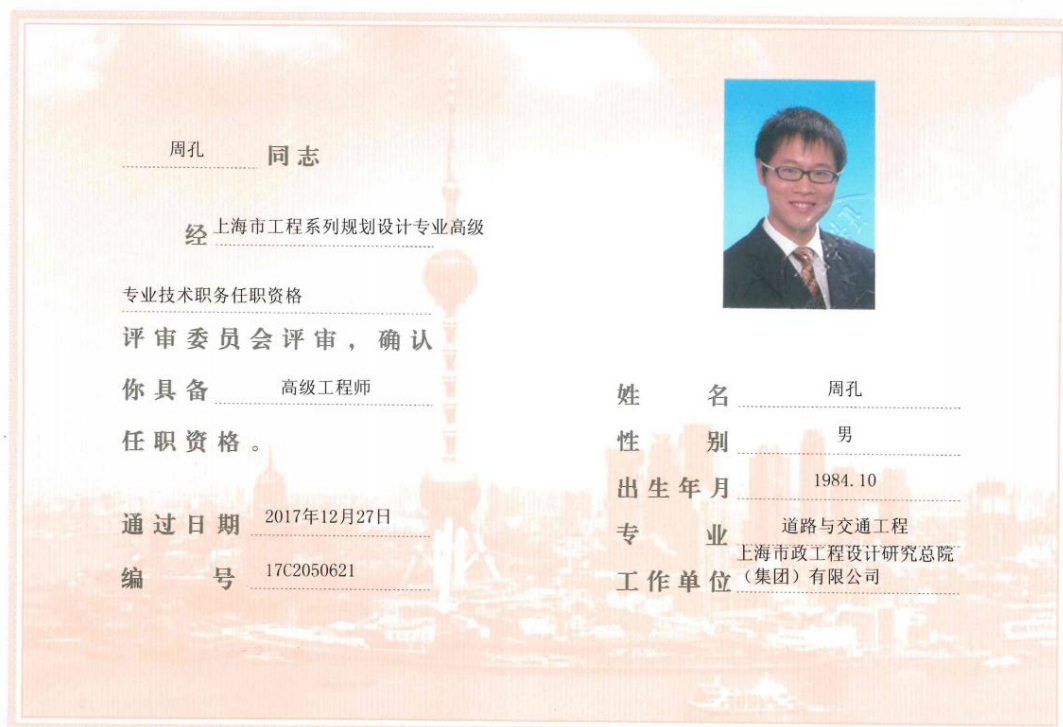 周孔 同志
经 上海市工程系列规划设计专业高级
专业技术职务任职资格
评审委员会评审，确认
你具备 高级工程师
任职资格。
通过日期 2017年12月27日
编号 17C2050621
姓名 周孔
性别 男
出生年月 1984.10
专业 道路与交通工程
工作单位 上海市政工程设计研究总院
（集团）有限公司